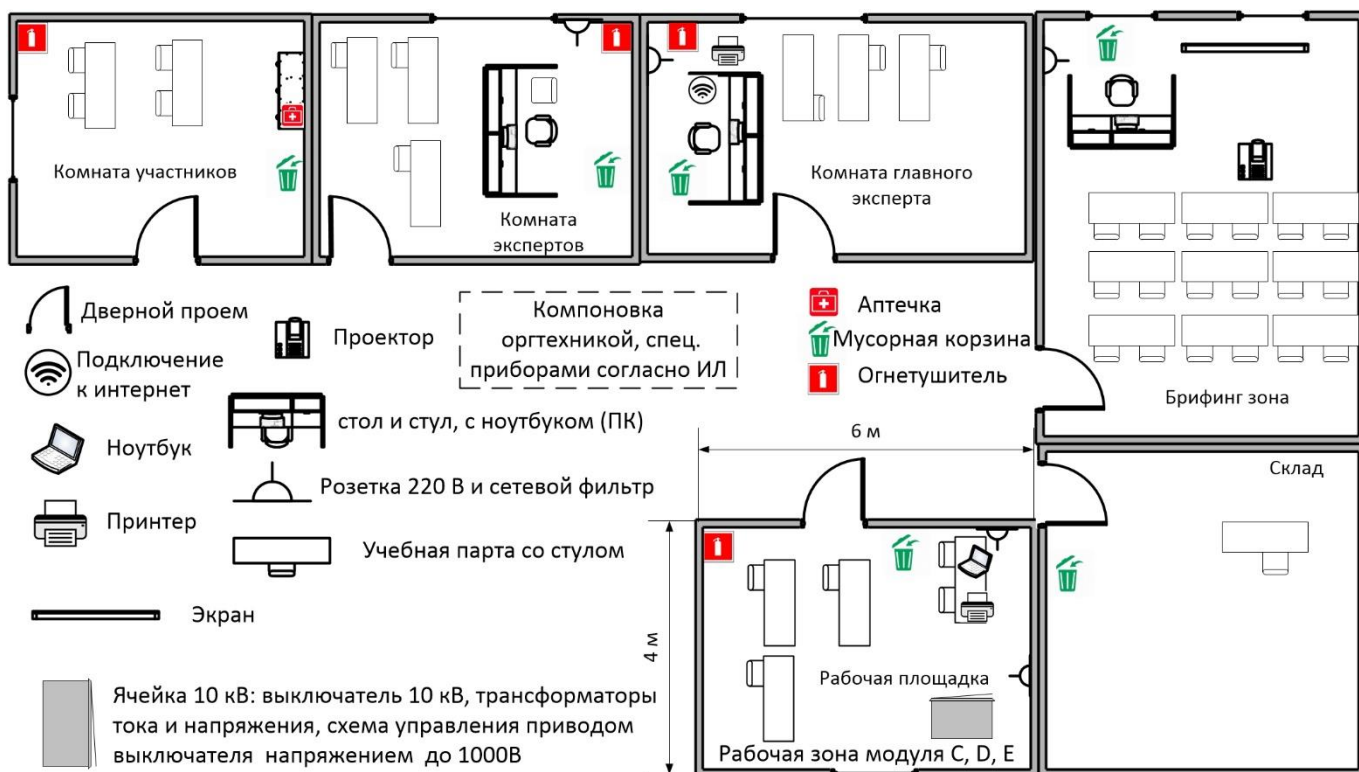 Комната участников
Комната
экспертов
Комната главного
эксперта
Дверной проем
Подключение
к интернет
Ноутбук
Принтер
Экран
Проектор
Компоновка
оргтехникой, спец.
приборами согласно ИЛ
стол и стул, с ноутбуком (ПК)
Розетка 220 В и сетевой фильтр
Учебная парта со стулом
Аптечка
Мусорная корзина
Огнетушитель
Брифинг зона
6 м
Склад
4 м
Рабочая площадка
Рабочая зона модуля C, D, E
Ячейка 10 кВ: выключатель 10 кВ, трансформаторы
тока и напряжения, схема управления приводом
выключателя напряжением до 1000В